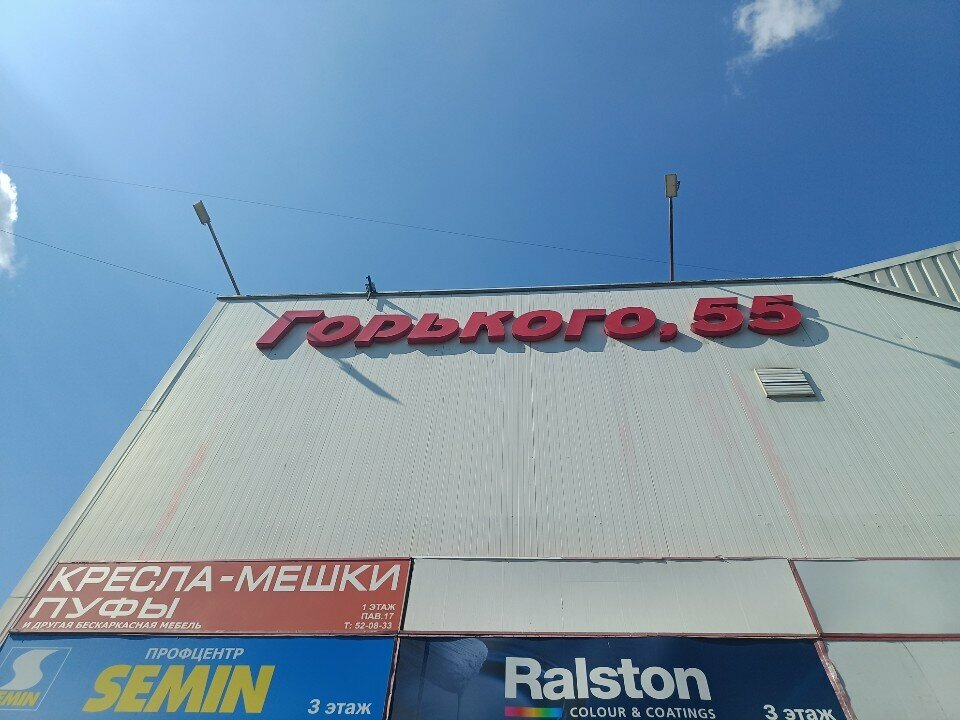 Горького, 55
КРЕСЛА-МЕШКИ
ПУФЫ
И ДРУГАЯ БЕСКАРКАСНАЯ МЕБЕЛЬ
1 ЭТАЖ
ПАВ.17
Т: 52-08-33
ПРОФЦЕНТР
SEMIN
SEMIN
3 этаж
Ralston
COLOUR & COATINGS
3 этаж